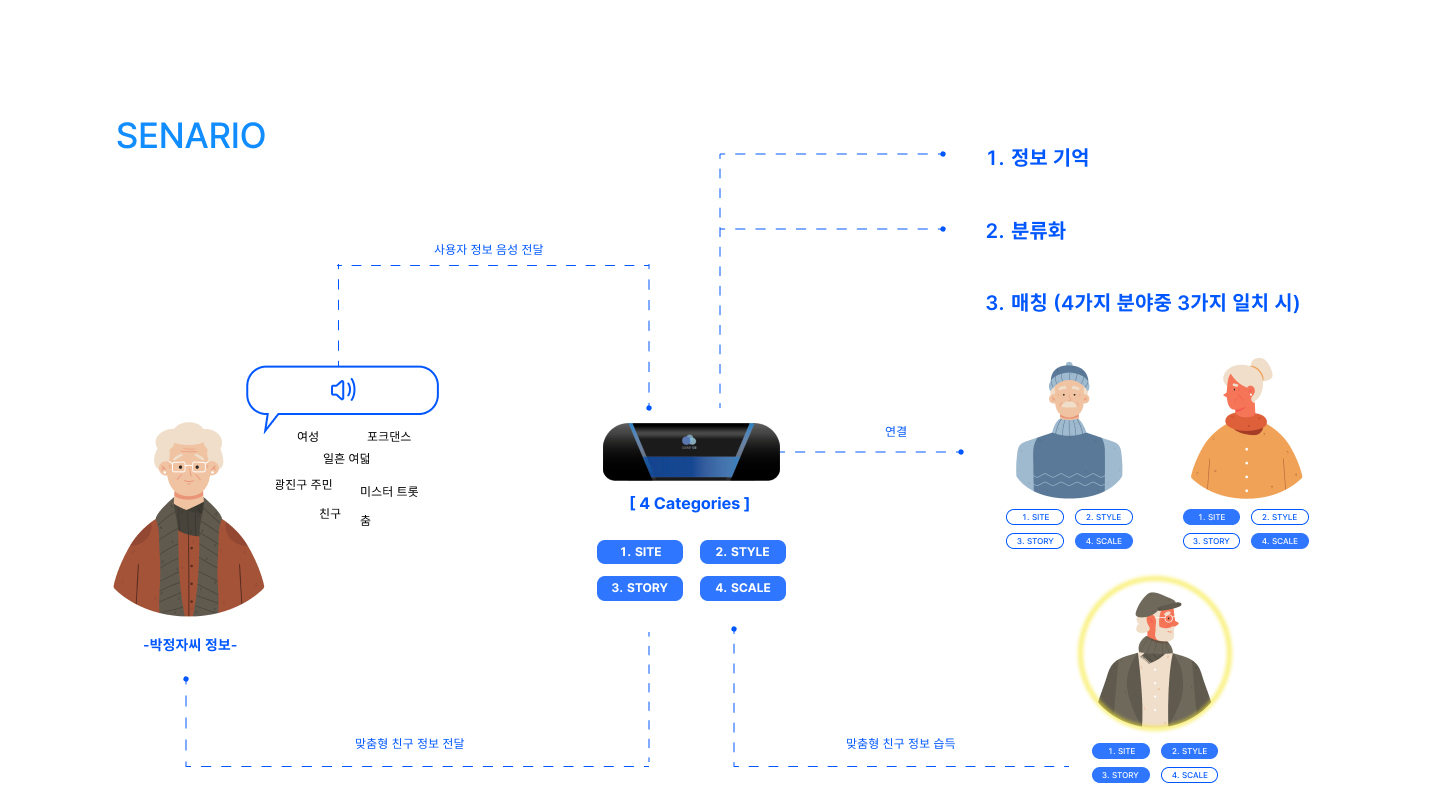 SENARIO
사용자 정보 음성 전달
여성
포크댄스
일흔 여덟
광진구 주민
미스터 트롯
친구
춤
-박정자씨 정보-
맞춤형 친구 정보 전달
[ 4 Categories ]
1. SITE
2. STYLE
3. STORY
4. SCALE
연결
맞춤형 친구 정보 습득
1. 정보 기억
2. 분류화
3. 매칭 (4가지 분야중 3가지 일치 시)
1. SITE
2. STYLE
3. STORY
4. SCALE
1. SITE
2. STYLE
3. STORY
4. SCALE
1. SITE
2. STYLE
3. STORY
4. SCALE